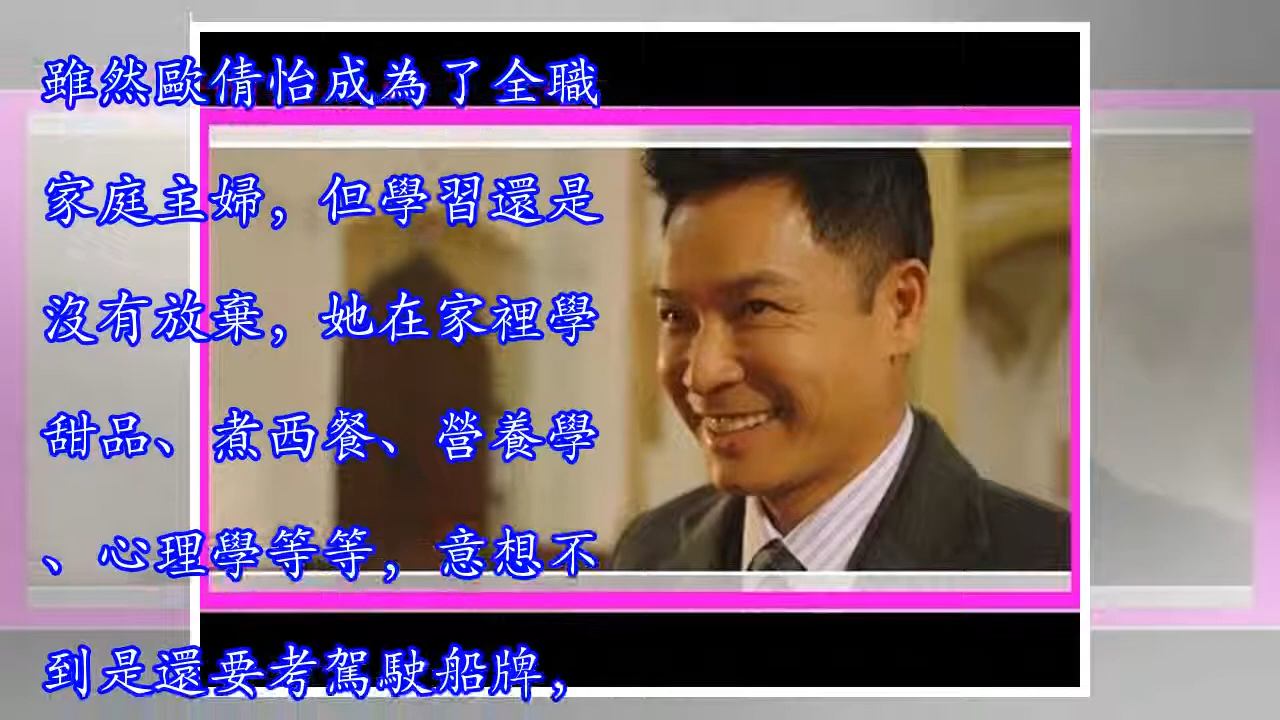 雖然歐倩怡成為了全職
家庭主婦，但學習還是
沒有放棄，她在家裡學
甜品、煮西餐、營養學
、心理學等等，意想不
到是還要考駕駛船牌，